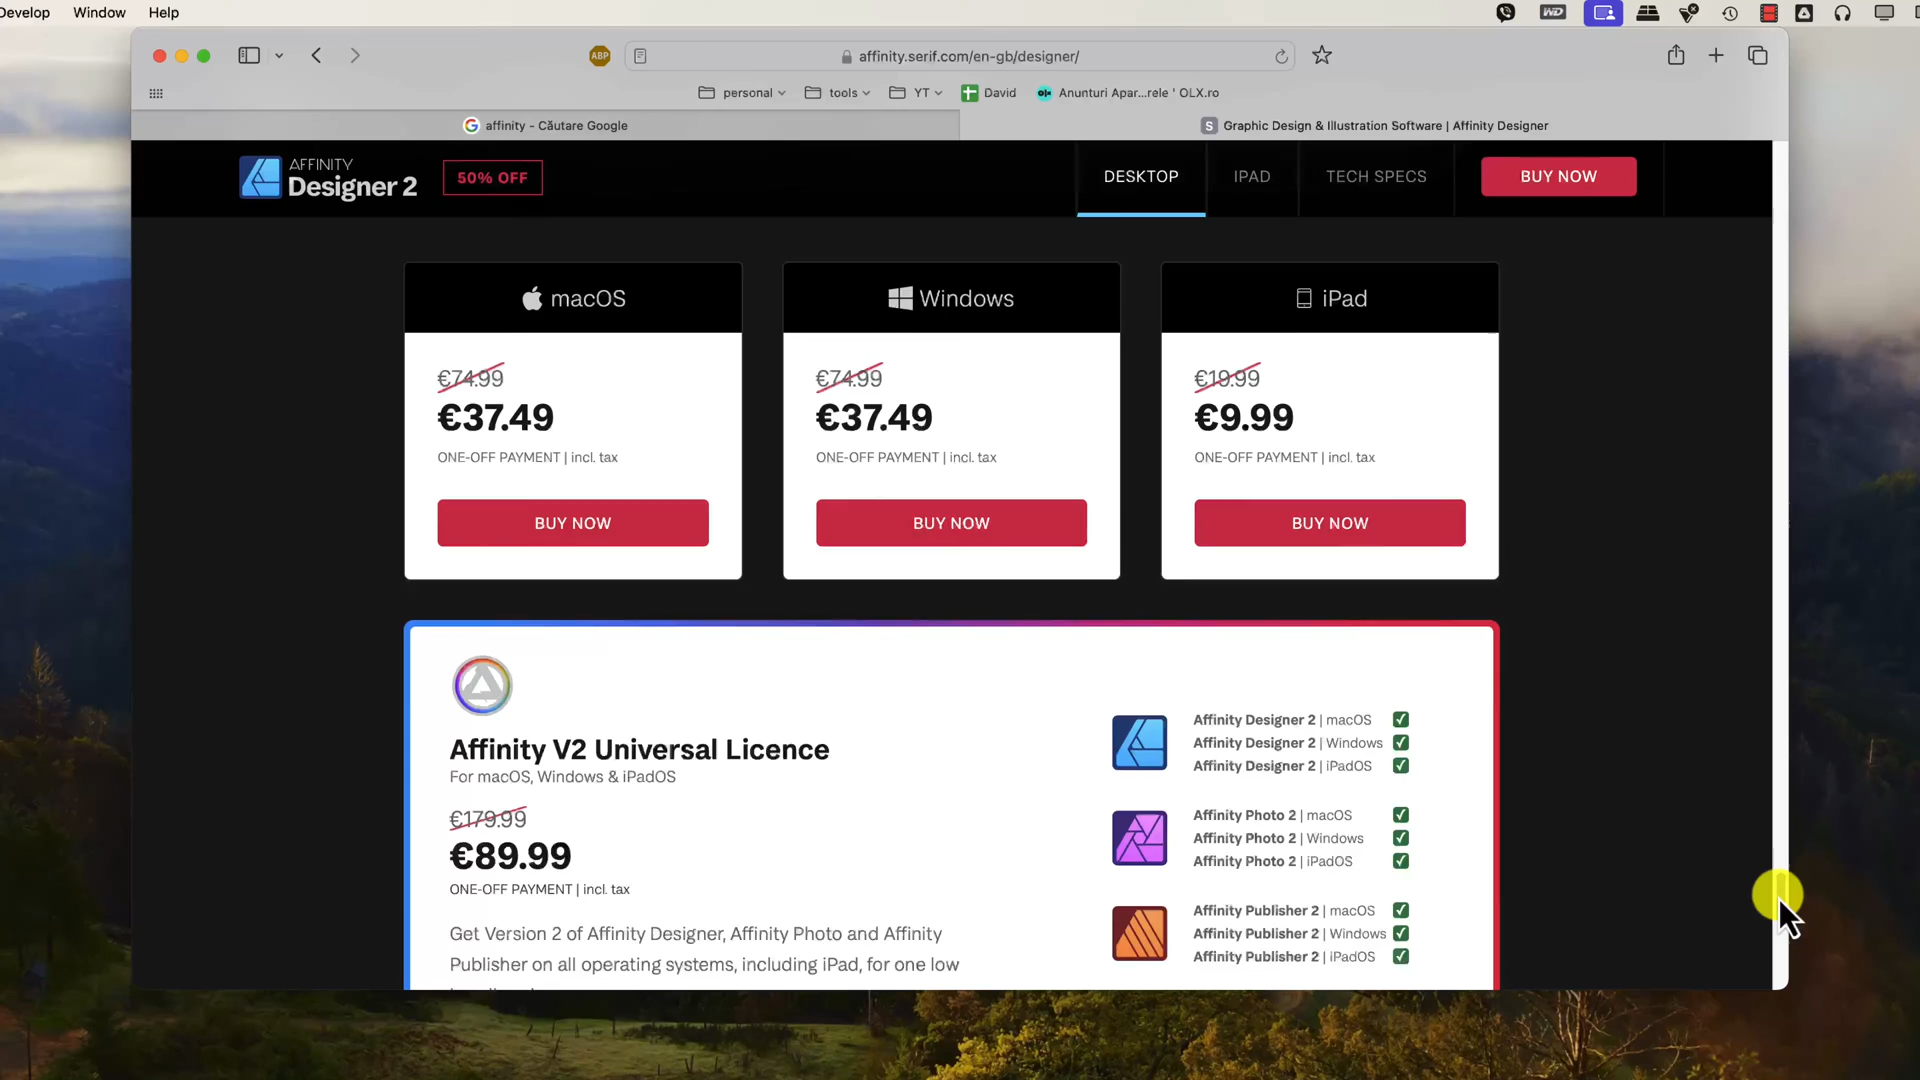 Develop Window Help
WD
ABP
affinity.serif.com/en-gb/designer/
personal tools YT David Anunturi Apar...rele ' OLX.ro
affinity - Căutare Google
S Graphic Design & Illustration Software | Affinity Designer
AFFINITY
Designer 2
50% OFF
DESKTOP
IPAD
TECH SPECS
BUY NOW
macOS
€74.99
€37.49
ONE-OFF PAYMENT | incl. tax
BUY NOW
Windows
€74.99
€37.49
ONE-OFF PAYMENT | incl. tax
BUY NOW
iPad
€19.99
€9.99
ONE-OFF PAYMENT | incl. tax
BUY NOW
Affinity V2 Universal Licence
For macOS, Windows & iPadOS
€179.99
€89.99
ONE-OFF PAYMENT | incl. tax
Get Version 2 of Affinity Designer, Affinity Photo and Affinity
Publisher on all operating systems, including iPad, for one low
Affinity Designer 2 | macOS
Affinity Designer 2 | Windows
Affinity Designer 2 | iPadOS
Affinity Photo 2 | macOS
Affinity Photo 2 | Windows
Affinity Photo 2 | iPadOS
Affinity Publisher 2 | macOS
Affinity Publisher 2 | Windows
Affinity Publisher 2 | iPadOS